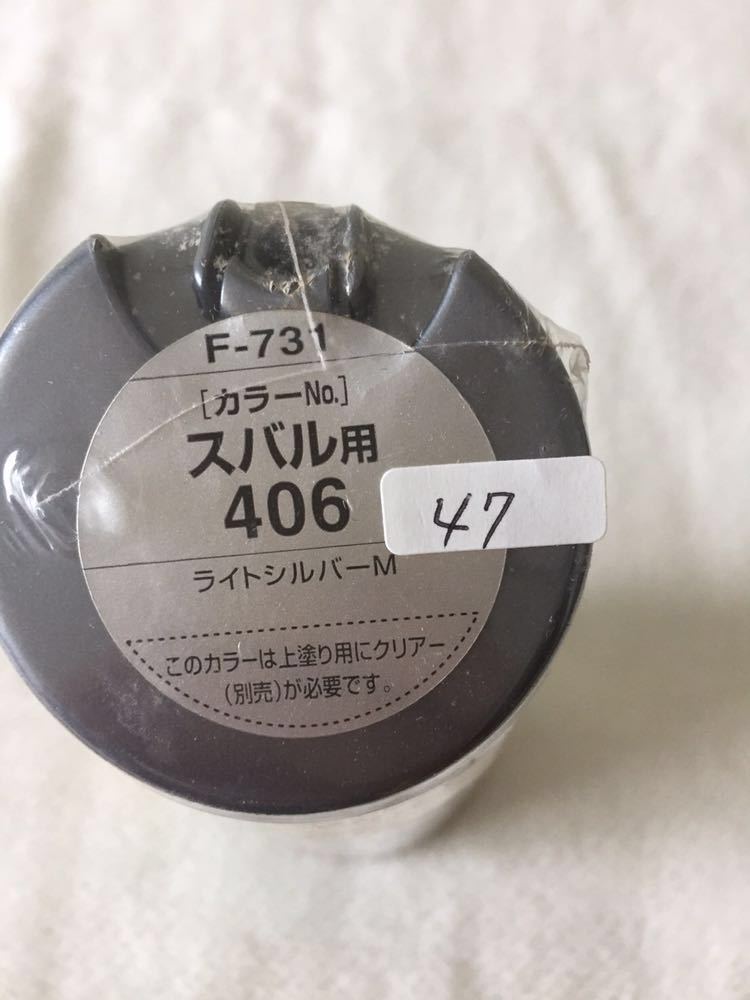 F-731
[カラーNo.]
スバル用
406
47
ライトシルバーM
このカラーは上塗り用にクリアー
(別売)が必要です。